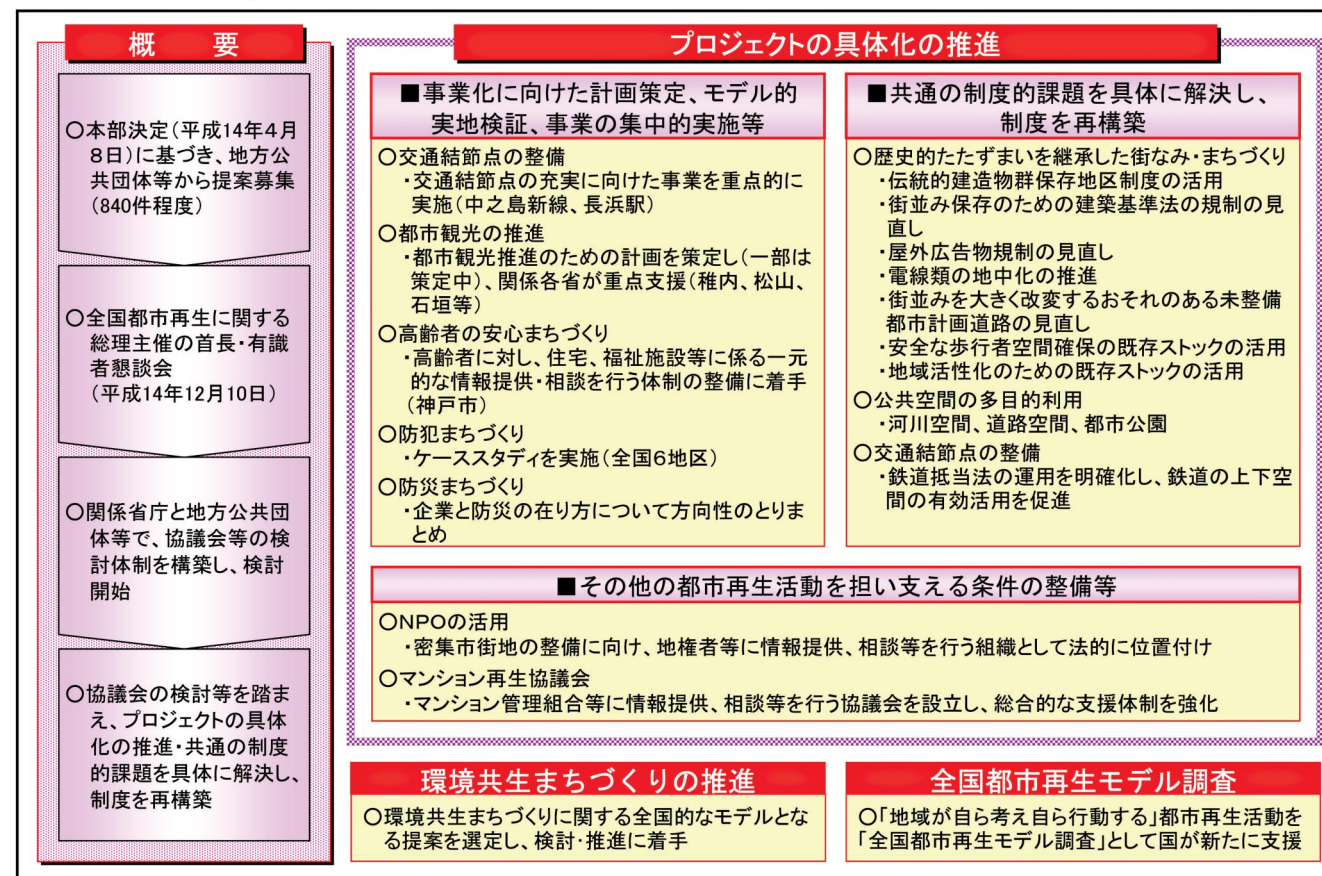 概　要
○本部決定(平成14年4月
8日)に基づき、地方公
共団体等から提案募集
(840件程度)
○全国都市再生に関する
総理主催の首長・有識
者懇談会
(平成14年12月10日)
○関係省庁と地方公共団
体等で、協議会等の検
討体制を構築し、検討
開始
○協議会の検討等を踏ま
え、プロジェクトの具体
化の推進・共通の制度
的課題を具体に解決し、
制度を再構築
プロジェクトの具体化の推進
■事業化に向けた計画策定、モデル的
実地検証、事業の集中的実施等
○交通結節点の整備
・交通結節点の充実に向けた事業を重点的に
実施(中之島新線、長浜駅)
○都市観光の推進
・都市観光推進のための計画を策定し(一部は
策定中)、関係各省が重点支援(稚内、松山、
石垣等)
○高齢者の安心まちづくり
・高齢者に対し、住宅、福祉施設等に係る一元
的な情報提供・相談を行う体制の整備に着手
(神戸市)
○防犯まちづくり
・ケーススタディを実施(全国6地区)
○防災まちづくり
・企業と防災の在り方について方向性のとりま
とめ
■共通の制度的課題を具体に解決し、
制度を再構築
○歴史的たたずまいを継承した街なみ・まちづくり
・伝統的建造物群保存地区制度の活用
・街並み保存のための建築基準法の規制の見
直し
・屋外広告物規制の見直し
・電線類の地中化の推進
・街並みを大きく改変するおそれのある未整備
都市計画道路の見直し
・安全な歩行者空間確保の既存ストックの活用
・地域活性化のための既存ストックの活用
○公共空間の多目的利用
・河川空間、道路空間、都市公園
○交通結節点の整備
・鉄道抵当法の運用を明確化し、鉄道の上下空
間の有効活用を促進
■その他の都市再生活動を担い支える条件の整備等
○NPOの活用
・密集市街地の整備に向け、地権者等に情報提供、相談等を行う組織として法的に位置付け
○マンション再生協議会
・マンション管理組合等に情報提供、相談等を行う協議会を設立し、総合的な支援体制を強化
環境共生まちづくりの推進
○環境共生まちづくりに関する全国的なモデルとな
る提案を選定し、検討・推進に着手
全国都市再生モデル調査
○「地域が自ら考え自ら行動する」都市再生活動を
「全国都市再生モデル調査」として国が新たに支援